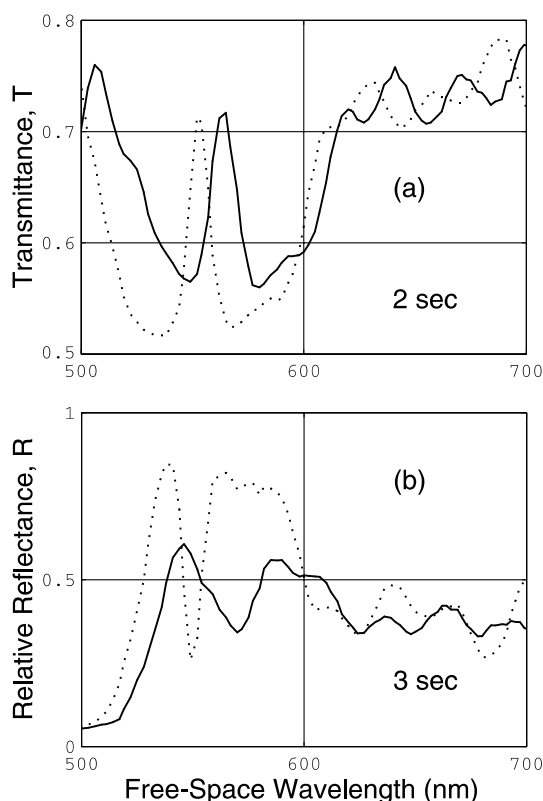 0.8
0.7
0.6
0.5
Transmittance, T
(a)
2 sec
500
600
700
1
0.5
0
Relative Reflectance, R
(b)
3 sec
500
600
700
Free-Space Wavelength (nm)